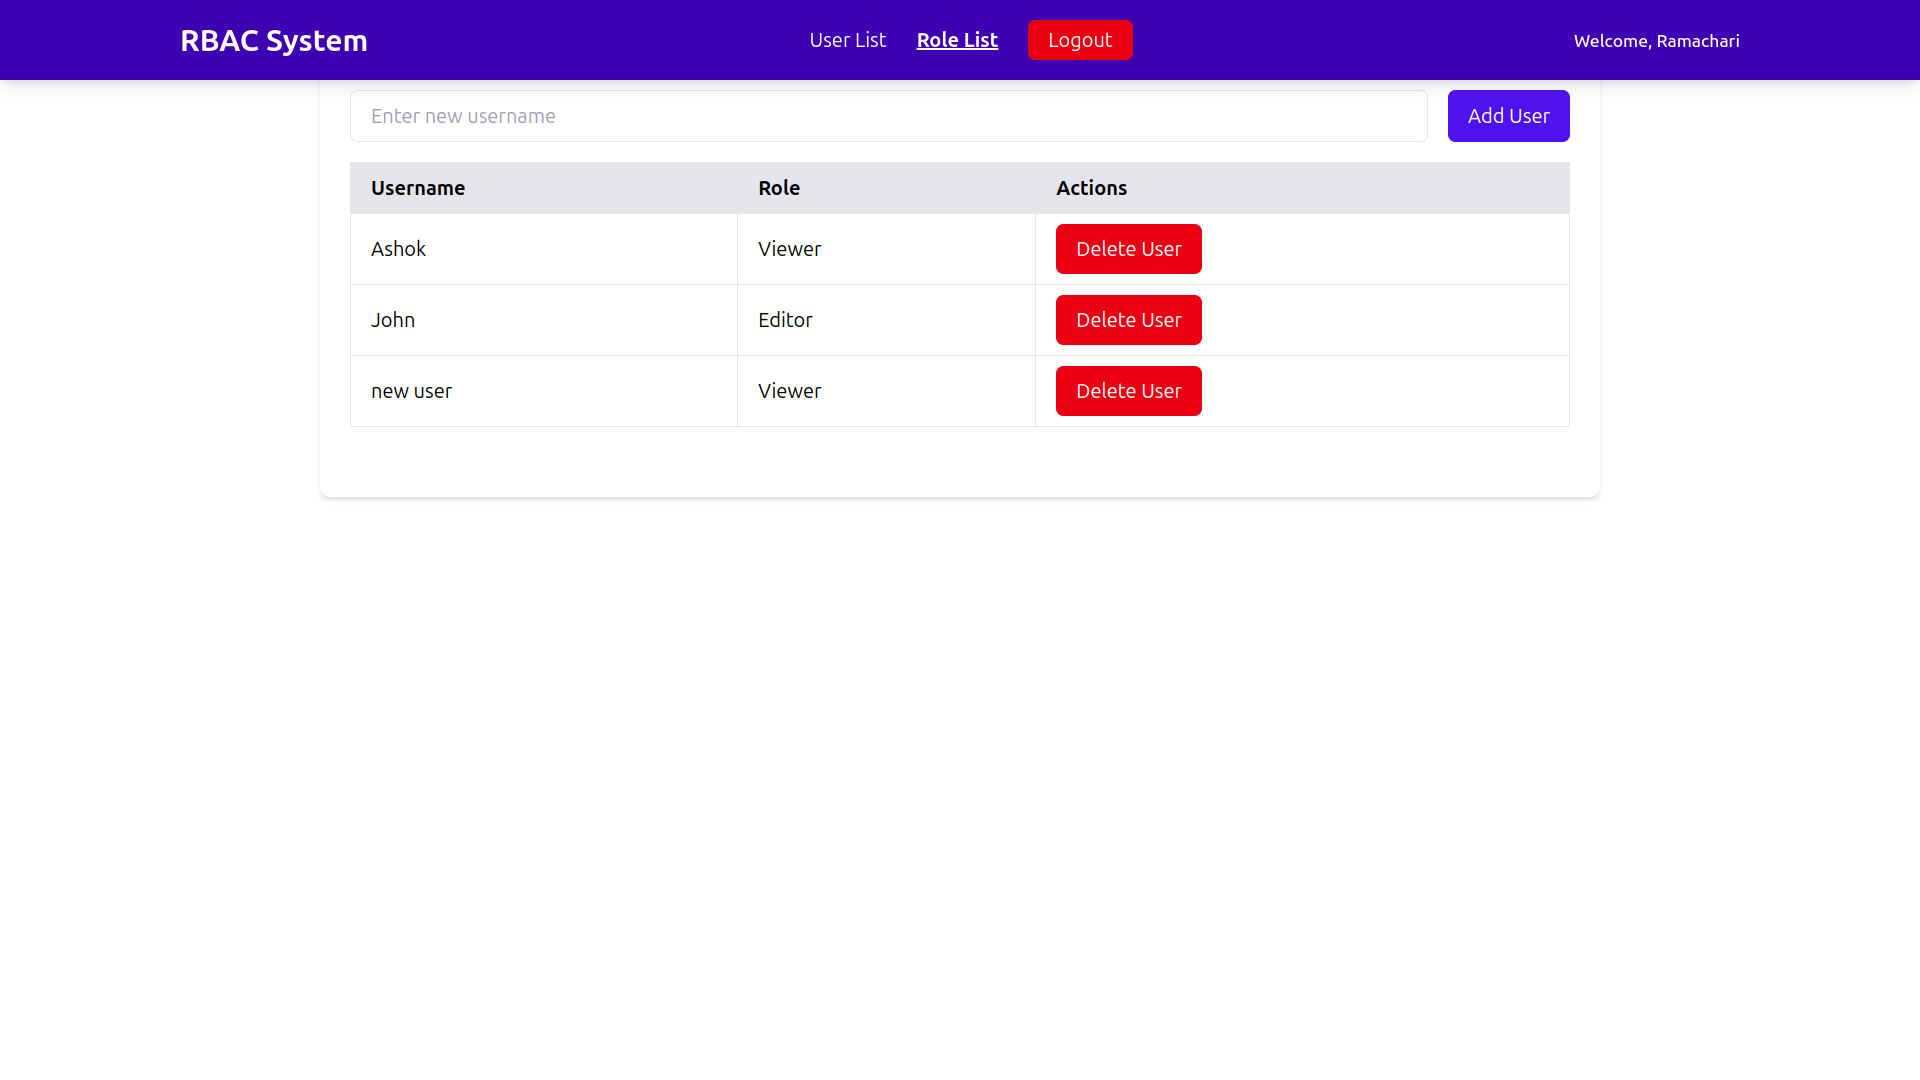 RBAC System User List Role List Logout Welcome, Ramachari
Enter new username Add User
Username Role Actions
Ashok Viewer Delete User
John Editor Delete User
new user Viewer Delete User